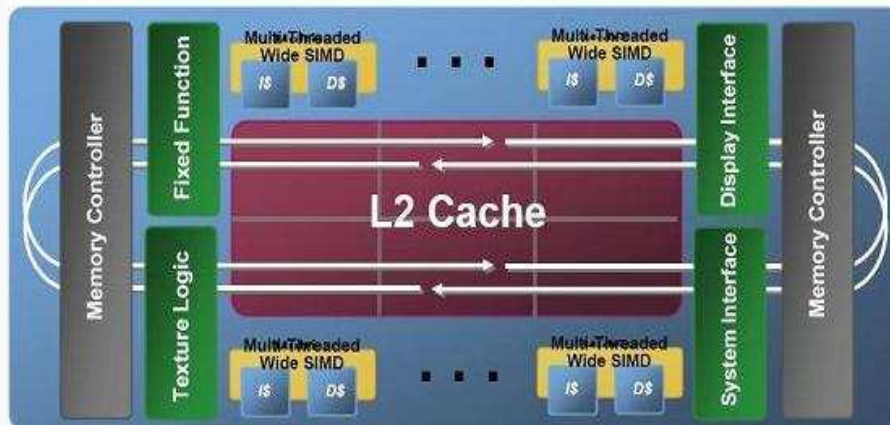 Memory Controller
Fixed Function
Texture Logic
Multi-Threaded
Wide SIMD
I$
D$
Multi-Threaded
Wide SIMD
I$
D$
L2 Cache
Multi-Threaded
Wide SIMD
I$
D$
Multi-Threaded
Wide SIMD
I$
D$
Display Interface
System Interface
Memory Controller